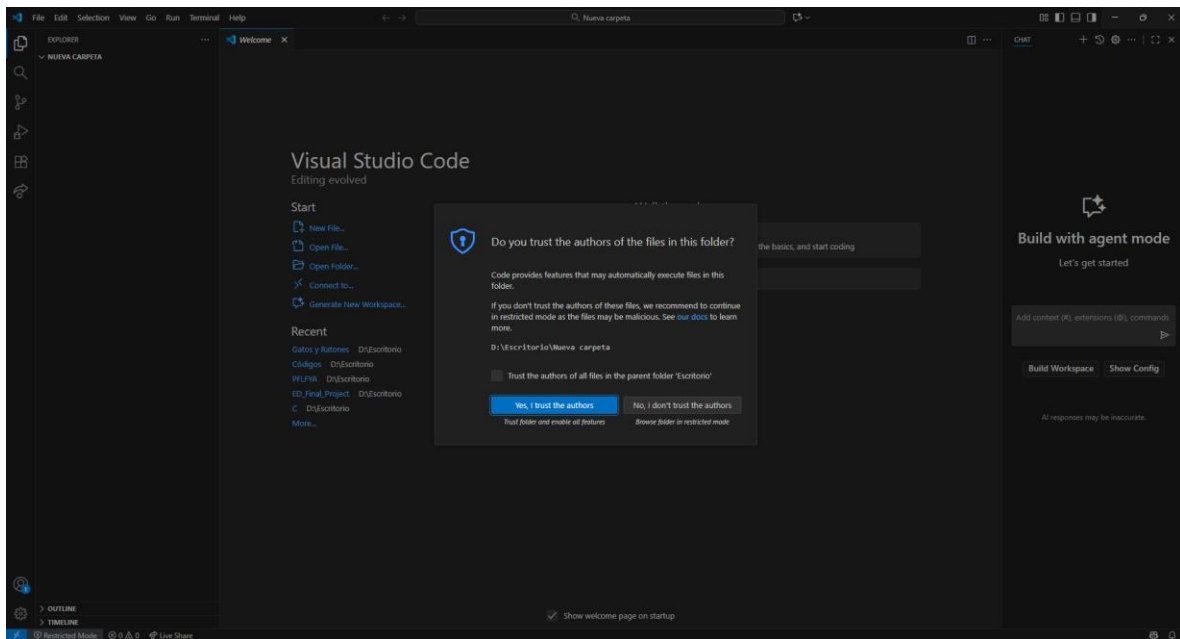 File Edit Selection View Go Run Terminal Help
Nueva carpeta
EXPLORER
NUEVA CARPETA
Welcome
CHAT
Visual Studio Code
Editing evolved
Start
New File...
Open File...
Open Folder...
Connect to...
Generate New Workspace...
Recent
Gatos y Ratones D:\Escritorio
Códigos D:\Escritorio
PFLFYA D:\Escritorio
ED_Final_Project D:\Escritorio
C D:\Escritorio
More...
the basics, and start coding
Do you trust the authors of the files in this folder?
Code provides features that may automatically execute files in this
folder.
If you don't trust the authors of these files, we recommend to continue
in restricted mode as the files may be malicious. See our docs to learn
more.
D:\Escritorio\Nueva carpeta
Trust the authors of all files in the parent folder 'Escritorio'
Yes, I trust the authors
No, I don't trust the authors
Trust folder and enable all features
Browse folder in restricted mode
Build with agent mode
Let's get started
Add context (#), extensions (@), commands
Build Workspace Show Config
AI responses may be inaccurate.
Show welcome page on startup
OUTLINE
TIMELINE
Restricted Mode 0 0 0 Live Share